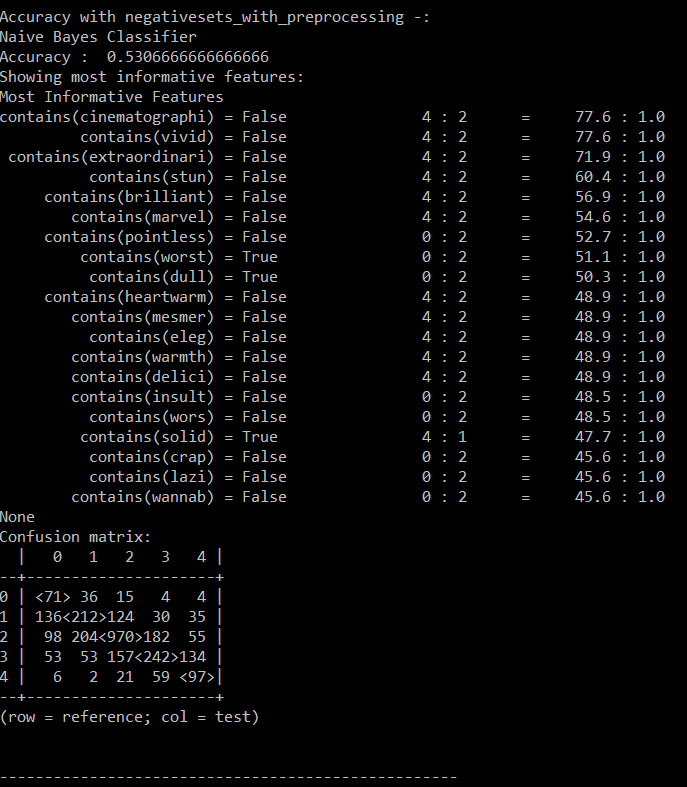 Accuracy with negativesets_with_preprocessing -:
Naive Bayes Classifier
Accuracy :  0.5306666666666666
Showing most informative features:
Most Informative Features
contains(cinematographi) = False               4 : 2      =     77.6 : 1.0
         contains(vivid) = False               4 : 2      =     77.6 : 1.0
 contains(extraordinari) = False               4 : 2      =     71.9 : 1.0
          contains(stun) = False               4 : 2      =     60.4 : 1.0
     contains(brilliant) = False               4 : 2      =     56.9 : 1.0
        contains(marvel) = False               4 : 2      =     54.6 : 1.0
     contains(pointless) = False               0 : 2      =     52.7 : 1.0
         contains(worst) = True                0 : 2      =     51.1 : 1.0
          contains(dull) = True                0 : 2      =     50.3 : 1.0
     contains(heartwarm) = False               4 : 2      =     48.9 : 1.0
        contains(mesmer) = False               4 : 2      =     48.9 : 1.0
          contains(eleg) = False               4 : 2      =     48.9 : 1.0
        contains(warmth) = False               4 : 2      =     48.9 : 1.0
        contains(delici) = False               4 : 2      =     48.9 : 1.0
        contains(insult) = False               0 : 2      =     48.5 : 1.0
          contains(wors) = False               0 : 2      =     48.5 : 1.0
         contains(solid) = True                4 : 1      =     47.7 : 1.0
          contains(crap) = False               0 : 2      =     45.6 : 1.0
          contains(lazi) = False               0 : 2      =     45.6 : 1.0
        contains(wannab) = False               0 : 2      =     45.6 : 1.0
None
Confusion matrix:
  |   0   1   2   3   4 |
--+---------------------+
0 | <71> 36  15   4   4 |
1 | 136<212>124  30  35 |
2 |  98 204<970>182  55 |
3 |  53  53 157<242>134 |
4 |   6   2  21  59 <97>|
--+---------------------+
(row = reference; col = test)
---------------------------------------------------